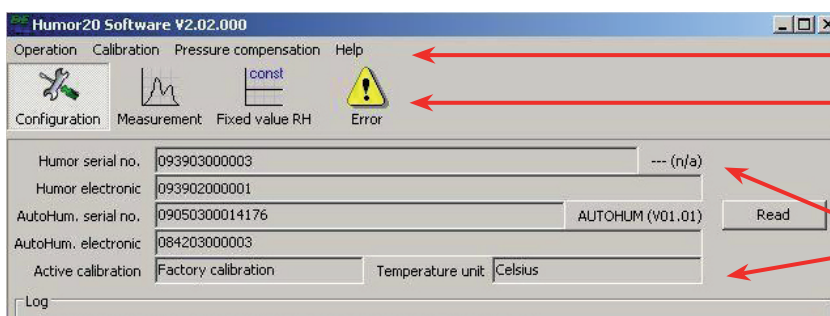 Humor20 Software V2.02.000
Operation Calibration Pressure compensation Help
const
Configuration Measurement Fixed value RH Error
Humor serial no. 093903000003 --- (n/a)
Humor electronic 093902000001
AutoHum. serial no. 09050300014176 AUTOHUM (V01.01) Read
AutoHum. electronic 084203000003
Active calibration Factory calibration Temperature unit Celsius
Log